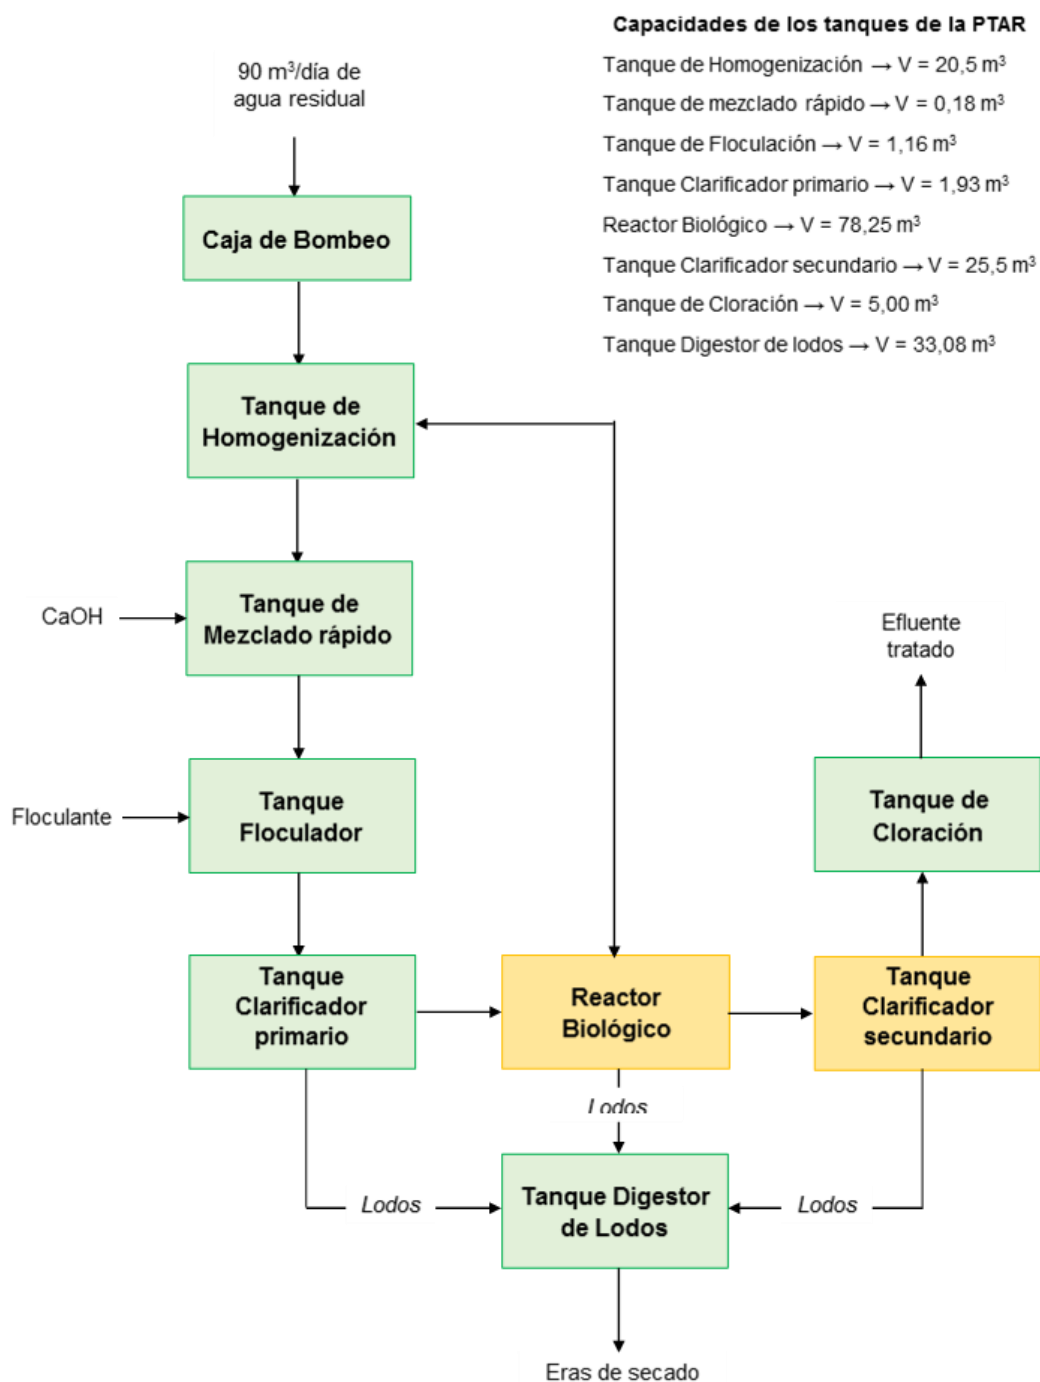 Capacidades de los tanques de la PTAR
Tanque de Homogenización → V = 20,5 m³
Tanque de mezclado rápido → V = 0,18 m³
Tanque de Floculación → V = 1,16 m³
Tanque Clarificador primario → V = 1,93 m³
Reactor Biológico → V = 78,25 m³
Tanque Clarificador secundario → V = 25,5 m³
Tanque de Cloración → V = 5,00 m³
Tanque Digestor de lodos → V = 33,08 m³
90 m³/día de
agua residual
Caja de Bombeo
Tanque de
Homogenización
CaOH
Tanque de
Mezclado rápido
Floculante
Tanque
Floculador
Tanque
Clarificador
primario
Reactor
Biológico
Tanque
Clarificador
secundario
Tanque de
Cloración
Efluente
tratado
Lodos
Lodos
Tanque Digestor
de Lodos
Lodos
Eras de secado